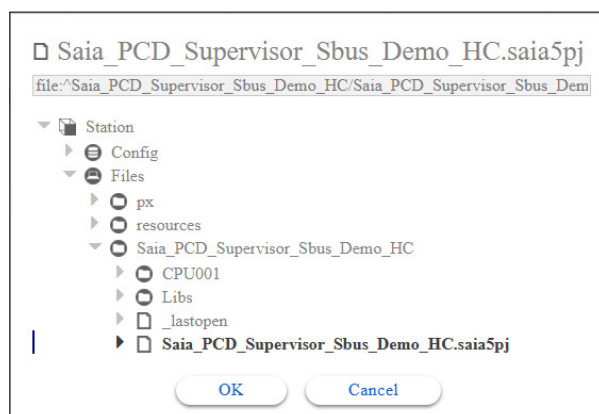 Saia_PCD_Supervisor_Sbus_Demo_HC.saia5pj
file:^Saia_PCD_Supervisor_Sbus_Demo_HC/Saia_PCD_Supervisor_Sbus_Dem
Station
Config
Files
px
resources
Saia_PCD_Supervisor_Sbus_Demo_HC
CPU001
Libs
_lastopen
Saia_PCD_Supervisor_Sbus_Demo_HC.saia5pj
OK Cancel